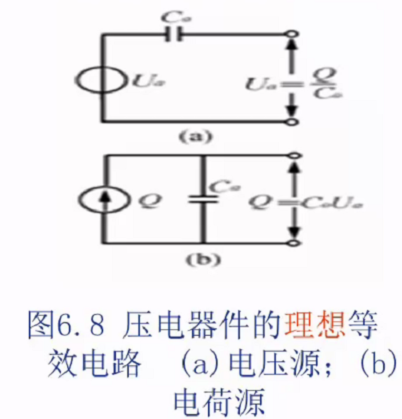 Cₐ
Uₐ
Uₐ=Q/Cₐ
(a)
Q
Cₐ
Q=CₐUₐ
(b)
图6.8 压电器件的理想等
效电路 (a)电压源；(b)
电荷源